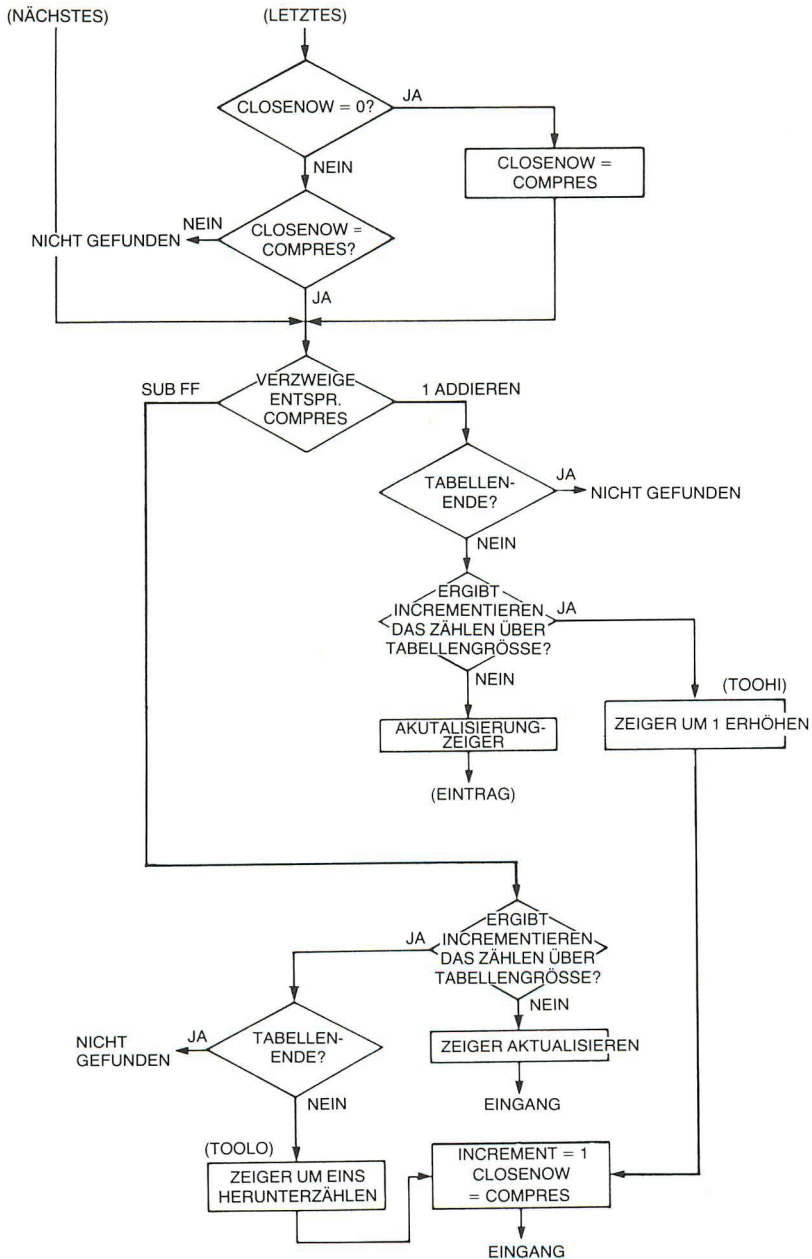 (NÄCHSTES)
(LETZTES)
CLOSENOW = 0?
JA
CLOSENOW =
COMPRES
NEIN
CLOSENOW =
COMPRES?
NEIN
NICHT GEFUNDEN
JA
VERZWEIGE
ENTSPR.
COMPRES
SUB FF
1 ADDIEREN
TABELLEN-
ENDE?
JA
NICHT GEFUNDEN
NEIN
ERGIBT
INCREMENTIEREN
DAS ZÄHLEN ÜBER
TABELLENGRÖSSE?
JA
NEIN
(TOOHI)
ZEIGER UM 1 ERHÖHEN
AKUTALISIERUNG-
ZEIGER
(EINTRAG)
ERGIBT
INCREMENTIEREN
DAS ZÄHLEN ÜBER
TABELLENGRÖSSE?
JA
NEIN
ZEIGER AKTUALISIEREN
EINGANG
TABELLEN-
ENDE?
JA
NICHT
GEFUNDEN
NEIN
(TOOLO)
ZEIGER UM EINS
HERUNTERZÄHLEN
INCREMENT = 1
CLOSENOW
= COMPRES
EINGANG